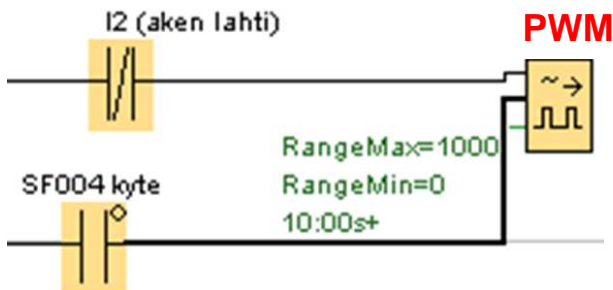 I2 (aken lahti)
PWM
RangeMax=1000
SF004 kyte
RangeMin=0
10:00s+